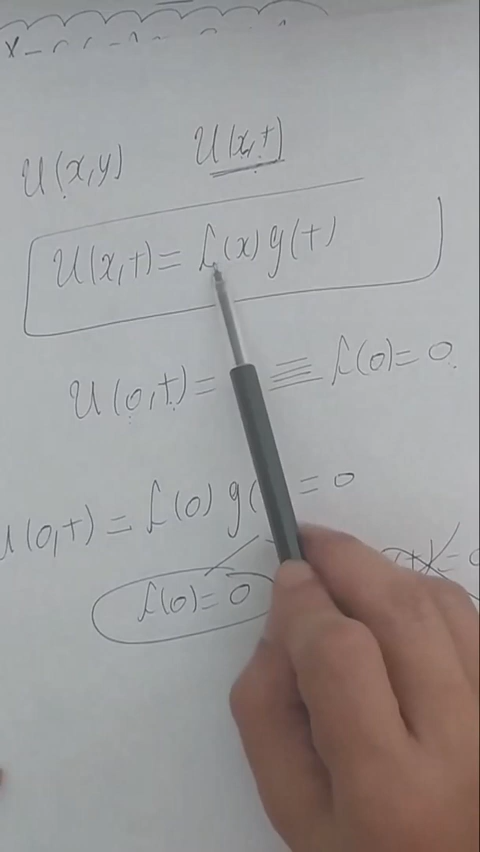 U(x,y) U(x,t)
U(x,t) = f(x) g(t)
U(0,t) = ≡ f(0) = 0
U(0,t) = f(0) g( = 0
f(0) = 0